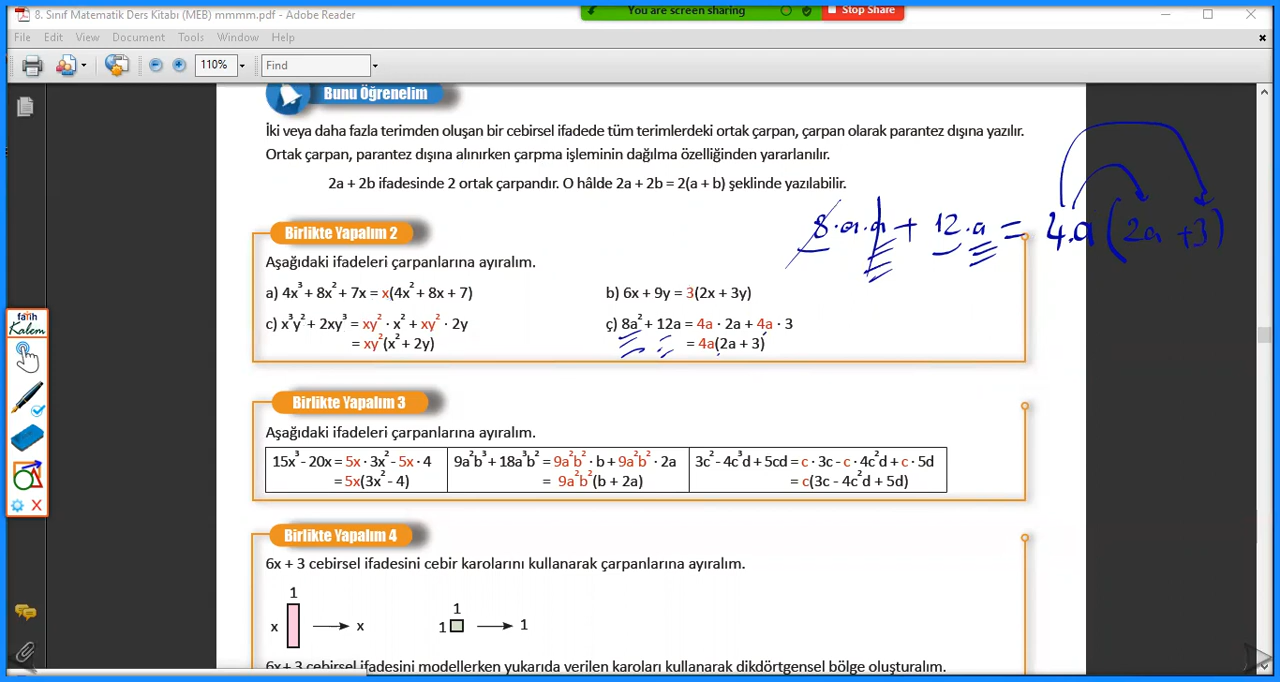 8. Sınıf Matematik Ders Kitabı (MEB) mmmm.pdf - Adobe Reader
You are screen sharing
Stop Share
File Edit View Document Tools Window Help
110%
Find
Bunu Öğrenelim
İki veya daha fazla terimden oluşan bir cebirsel ifadede tüm terimlerdeki ortak çarpan, çarpan olarak parantez dışına yazılır.
Ortak çarpan, parantez dışına alınırken çarpma işleminin dağılma özelliğinden yararlanılır.
2a + 2b ifadesinde 2 ortak çarpandır. O hâlde 2a + 2b = 2(a + b) şeklinde yazılabilir.
8·a·a + 12·a = 4·a(2a + 3)
Birlikte Yapalım 2
Aşağıdaki ifadeleri çarpanlarına ayıralım.
a) 4x³ + 8x² + 7x = x(4x² + 8x + 7)
b) 6x + 9y = 3(2x + 3y)
c) x³y² + 2xy³ = xy² · x² + xy² · 2y
= xy²(x² + 2y)
ç) 8a² + 12a = 4a · 2a + 4a · 3
= 4a(2a + 3)
fatih
Kalem
Birlikte Yapalım 3
Aşağıdaki ifadeleri çarpanlarına ayıralım.
15x³ - 20x = 5x · 3x² - 5x · 4
= 5x(3x² - 4)
9a²b³ + 18a³b² = 9a²b² · b + 9a²b² · 2a
= 9a²b²(b + 2a)
3c² - 4c³d + 5cd = c · 3c - c · 4c²d + c · 5d
= c(3c - 4c²d + 5d)
Birlikte Yapalım 4
6x + 3 cebirsel ifadesini cebir karolarını kullanarak çarpanlarına ayıralım.
1
x
x
1
1
1
6x + 3 cebirsel ifadesini modellerken yukarıda verilen karoları kullanarak dikdörtgensel bölge oluşturalım.